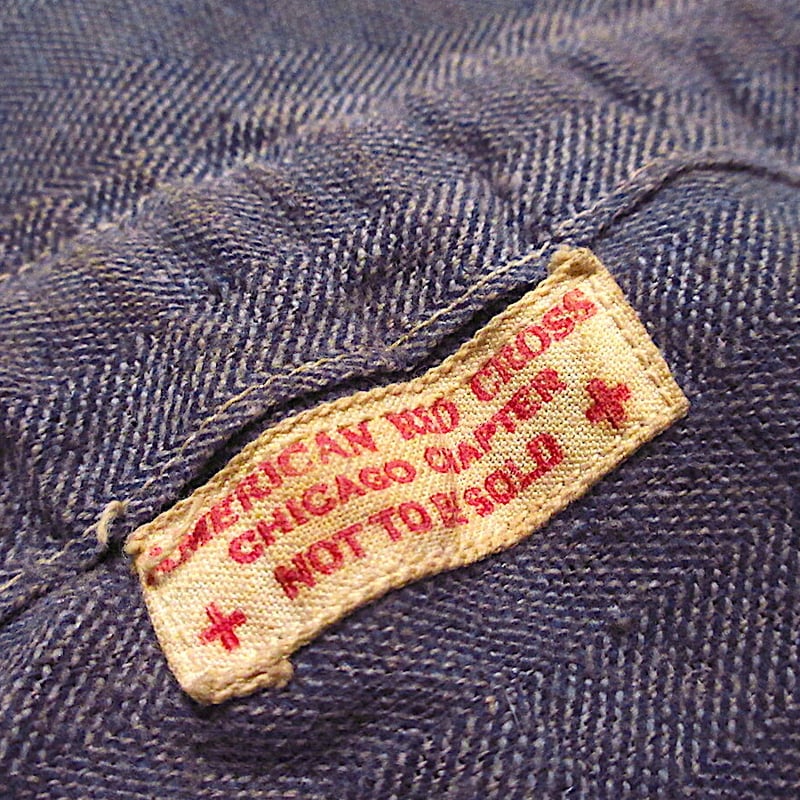 AMERICAN RED CROSS
CHICAGO CHAPTER
NOT TO BE SOLD